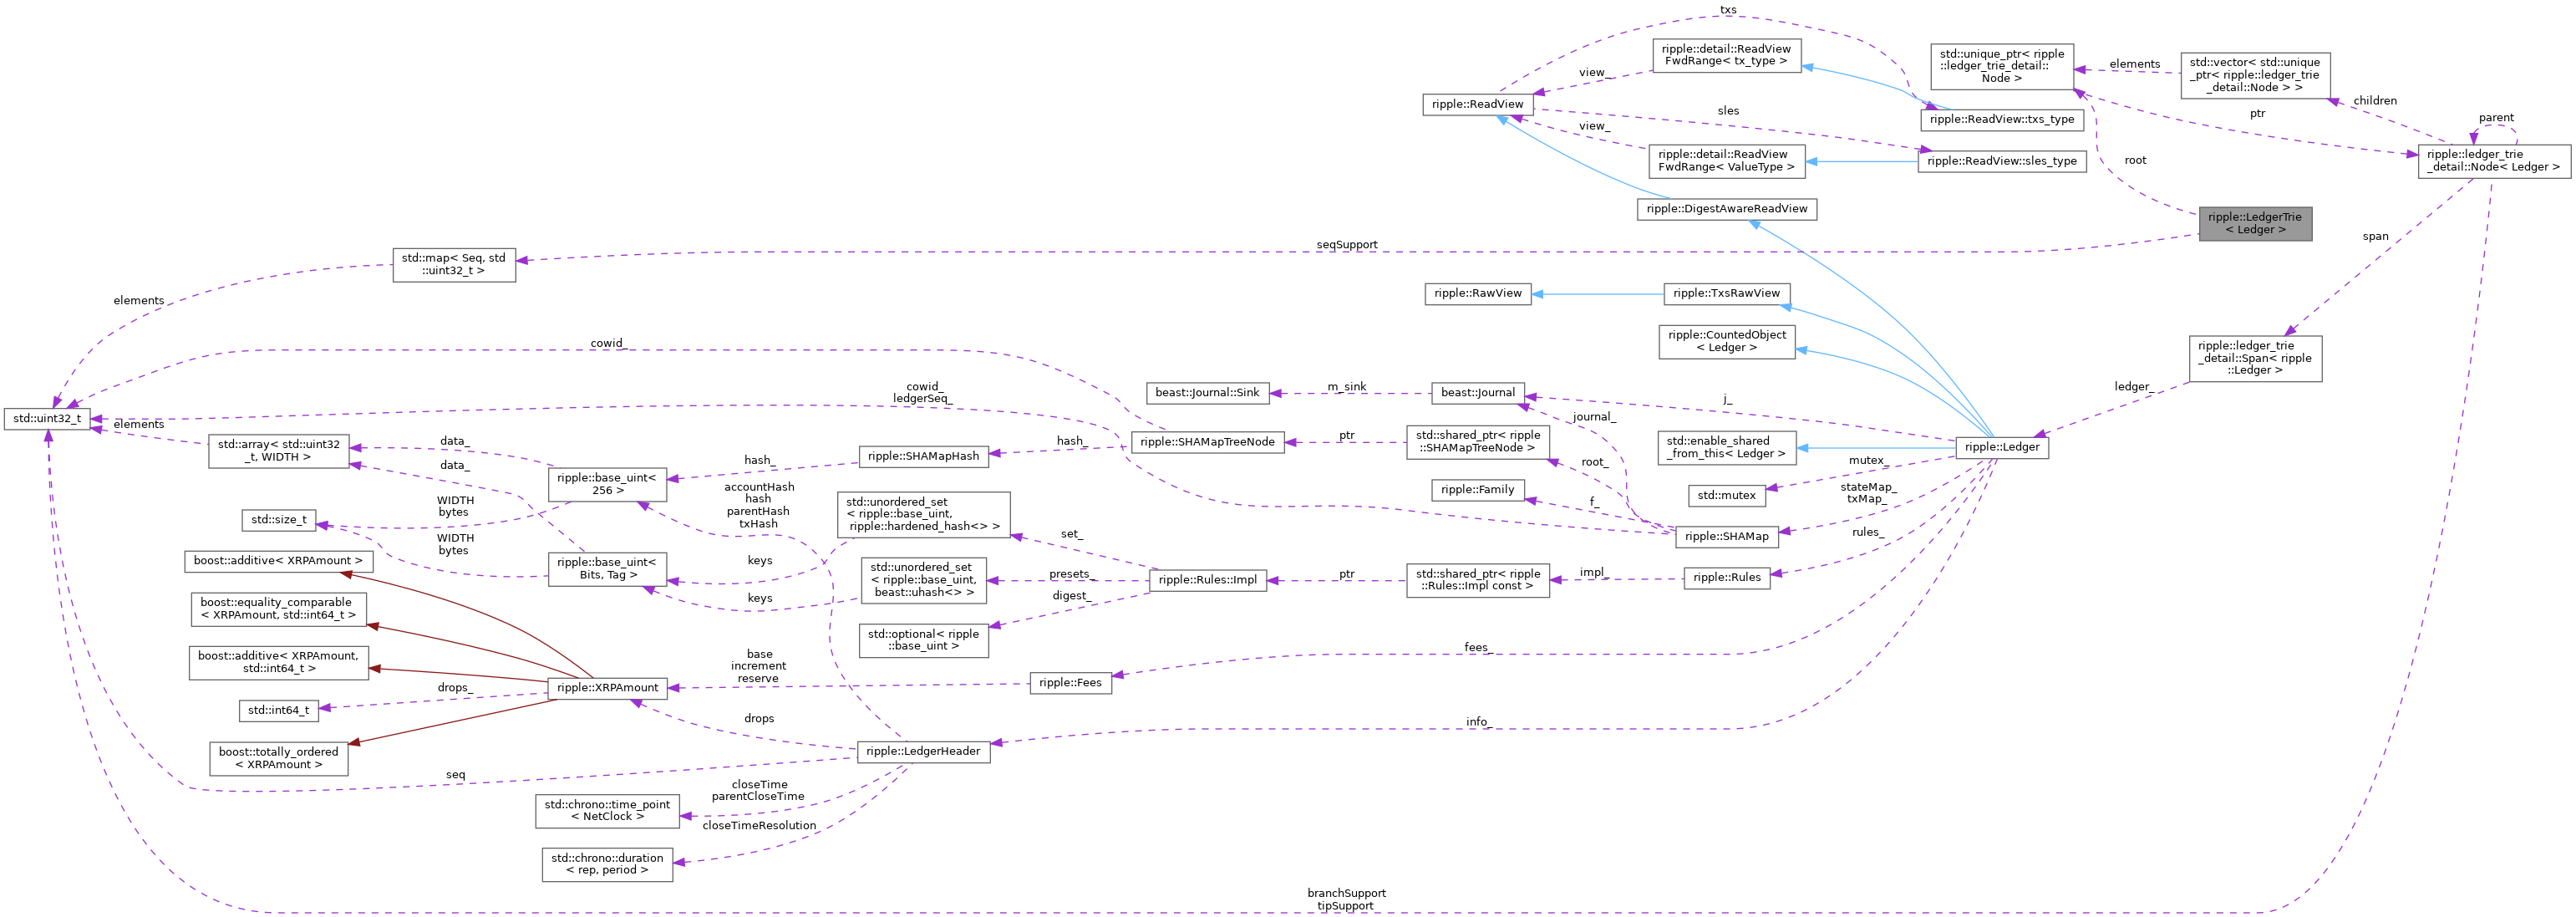 txs
ripple::detail::ReadView
FwdRange< tx_type >
std::unique_ptr< ripple
::ledger_trie_detail::
Node >
std::vector< std::unique
_ptr< ripple::ledger_trie
_detail::Node > >
elements
view_
children
ripple::ReadView
sles
ripple::ReadView::txs_type
ptr
parent
view_
ripple::detail::ReadView
FwdRange< ValueType >
ripple::ReadView::sles_type
root
ripple::ledger_trie
_detail::Node< Ledger >
ripple::DigestAwareReadView
ripple::LedgerTrie
< Ledger >
seqSupport
span
std::map< Seq, std
::uint32_t >
elements
ripple::RawView
ripple::TxsRawView
ripple::CountedObject
< Ledger >
cowid_
ripple::ledger_trie
_detail::Span< ripple
::Ledger >
ledger_
cowid_
ledgerSeq_
beast::Journal::Sink
m_sink
beast::Journal
j_
std::uint32_t
elements
std::array< std::uint32
_t, WIDTH >
data_
data_
journal_
hash_
ripple::SHAMapTreeNode
ptr
std::shared_ptr< ripple
::SHAMapTreeNode >
std::enable_shared
_from_this< Ledger >
ripple::Ledger
ripple::SHAMapHash
hash_
root_
mutex_
ripple::base_uint<
256 >
accountHash
hash
parentHash
txHash
std::unordered_set
< ripple::base_uint,
ripple::hardened_hash<> >
ripple::Family
f_
std::mutex
stateMap_
txMap_
WIDTH
bytes
std::size_t
WIDTH
bytes
set_
ripple::SHAMap
rules_
boost::additive< XRPAmount >
ripple::base_uint<
Bits, Tag >
keys
keys
std::unordered_set
< ripple::base_uint,
beast::uhash<> >
presets_
ripple::Rules::Impl
ptr
std::shared_ptr< ripple
::Rules::Impl const >
impl_
ripple::Rules
digest_
boost::equality_comparable
< XRPAmount, std::int64_t >
std::optional< ripple
::base_uint >
boost::additive< XRPAmount,
std::int64_t >
base
increment
reserve
fees_
drops_
ripple::XRPAmount
ripple::Fees
std::int64_t
drops
info_
boost::totally_ordered
< XRPAmount >
ripple::LedgerHeader
seq
closeTime
parentCloseTime
std::chrono::time_point
< NetClock >
closeTimeResolution
std::chrono::duration
< rep, period >
branchSupport
tipSupport